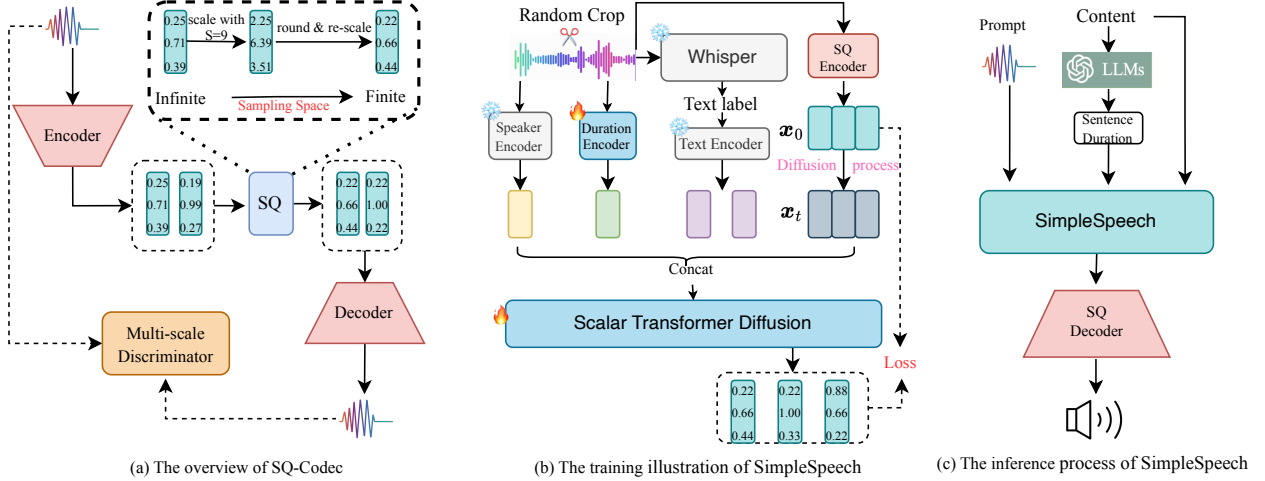 0.25
0.71
0.39
scale with
S=9
2.25
6.39
3.51
round & re-scale
0.22
0.66
0.44
Infinite
Sampling Space
Finite
Encoder
0.25
0.71
0.39
0.19
0.99
0.27
SQ
0.22
0.66
0.44
0.22
1.00
0.22
Decoder
Multi-scale
Discriminator
(a) The overview of SQ-Codec
Random Crop
Whisper
SQ
Encoder
Text label
Speaker
Encoder
Duration
Encoder
Text Encoder
x0
Diffusion process
xt
Concat
Scalar Transformer Diffusion
Loss
0.22
0.66
0.44
0.22
1.00
0.33
0.88
0.66
0.22
(b) The training illustration of SimpleSpeech
Prompt
Content
LLMs
Sentence
Duration
SimpleSpeech
SQ
Decoder
(c) The inference process of SimpleSpeech